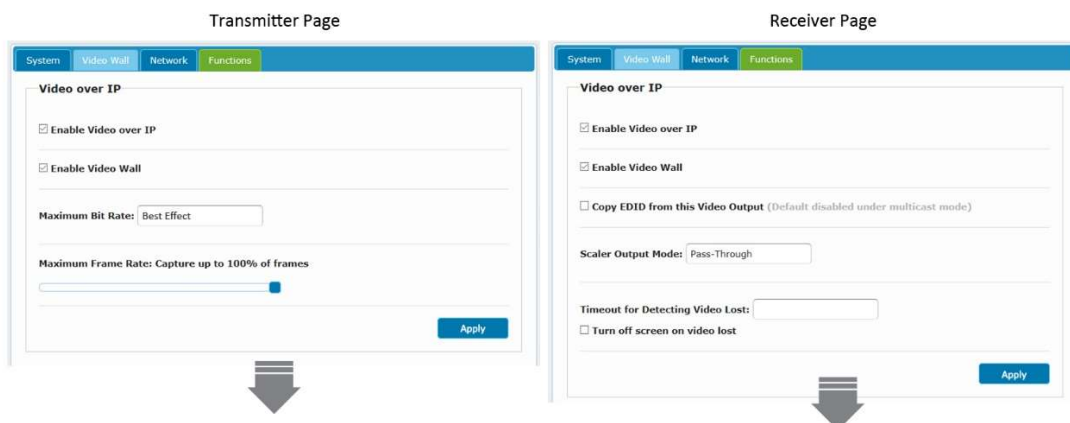 Transmitter Page
System Video Wall Network Functions
Video over IP
Enable Video over IP
Enable Video Wall
Maximum Bit Rate: Best Effect
Maximum Frame Rate: Capture up to 100% of frames
Apply
Receiver Page
System Video Wall Network Functions
Video over IP
Enable Video over IP
Enable Video Wall
Copy EDID from this Video Output (Default disabled under multicast mode)
Scaler Output Mode: Pass-Through
Timeout for Detecting Video Lost:
Turn off screen on video lost
Apply